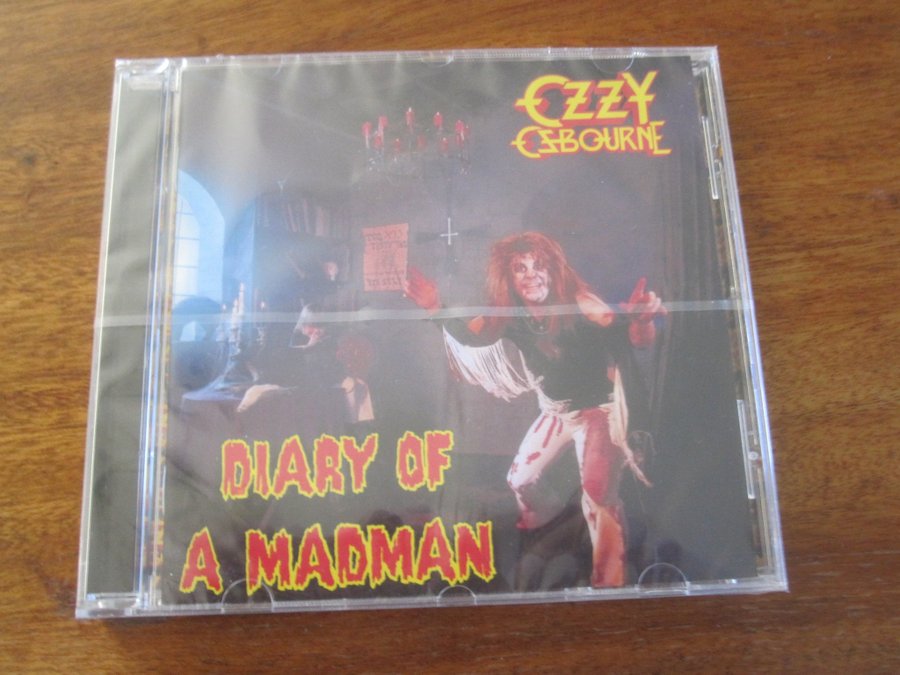 OZZY
OSBOURNE
DIARY OF
A MADMAN